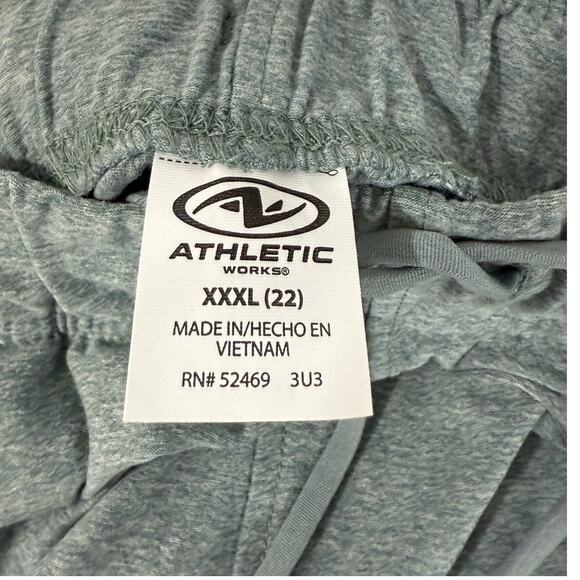 ATHLETIC
WORKS®
XXXL (22)
MADE IN/HECHO EN
VIETNAM
RN# 52469 3U3